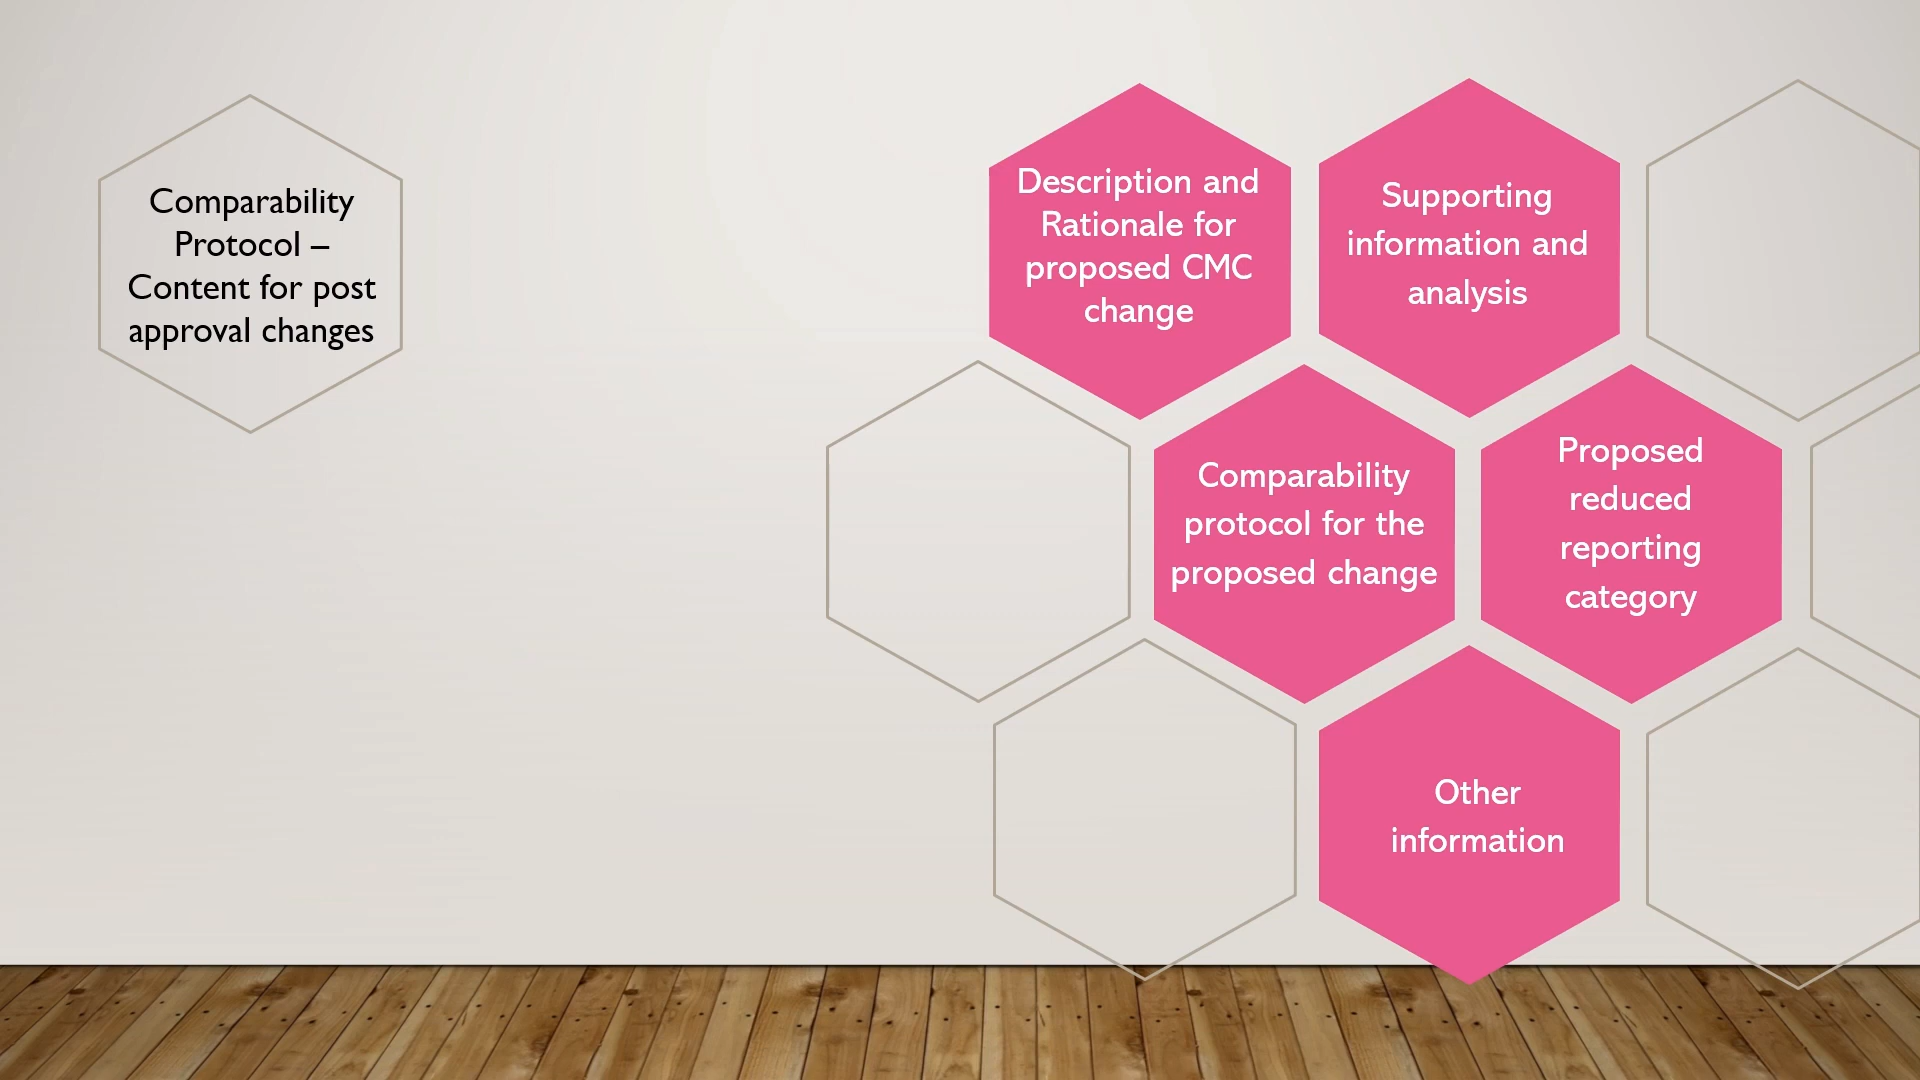 Comparability
Protocol –
Content for post
approval changes
Description and
Rationale for
proposed CMC
change
Supporting
information and
analysis
Comparability
protocol for the
proposed change
Proposed
reduced
reporting
category
Other
information